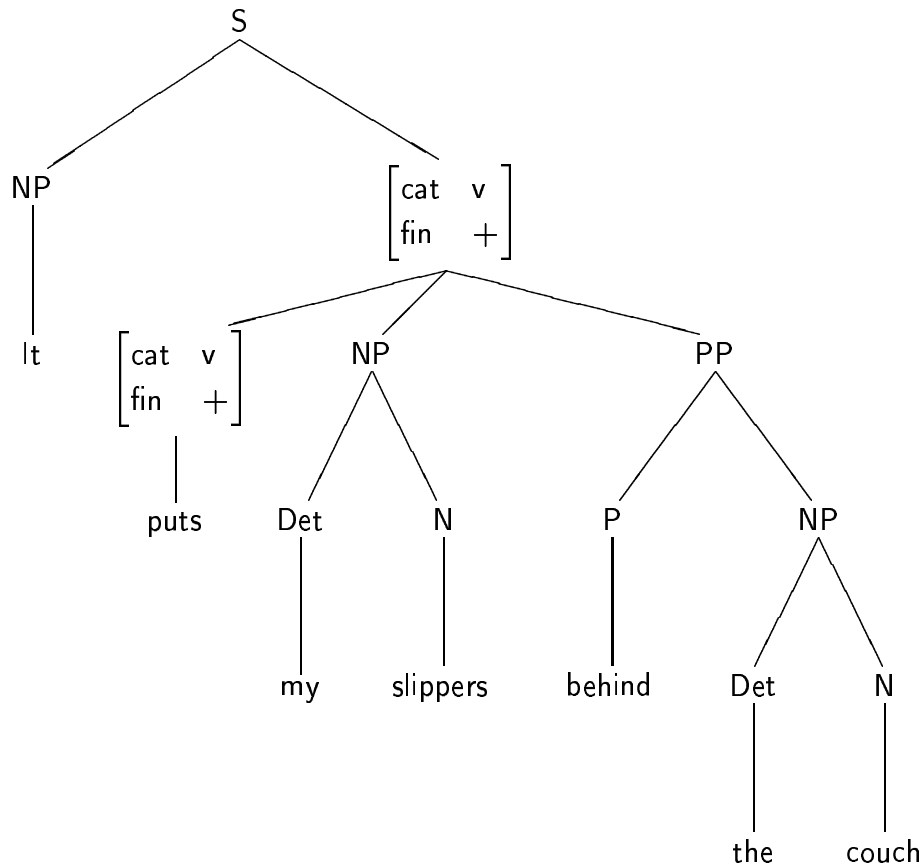 S
NP
cat v
fin +
It
cat v
fin +
NP
PP
puts
Det
N
P
NP
my
slippers
behind
Det
N
the
couch